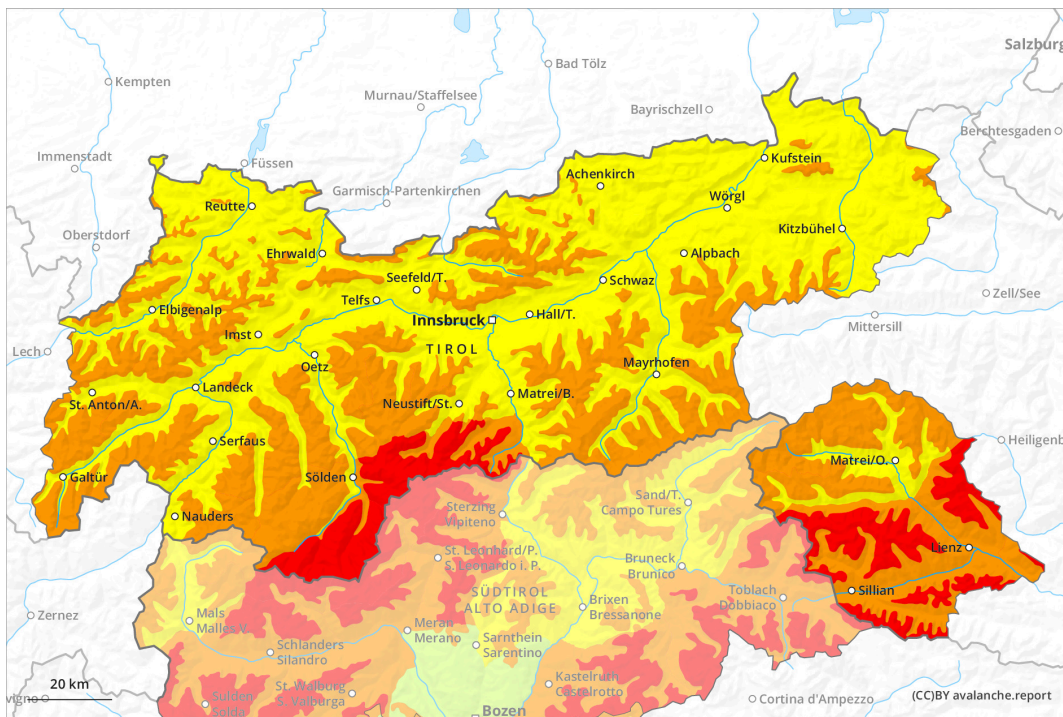 Salzburg
Kempten
Bad Tölz
Murnau/Staffelsee
Bayrischzell
Berchtesgaden
Immenstadt
Füssen
Kufstein
Achenkirch
Garmisch-Partenkirchen
Reutte
Wörgl
Oberstdorf
Kitzbühel
Ehrwald
Alpbach
Seefeld/T.
Schwaz
Zell/See
Telfs
Elbigenalp
Innsbruck
Hall/T.
Mittersill
Imst
TIROL
Lech
Oetz
Mayrhofen
Landeck
Matrei/B.
St. Anton/A.
Neustift/St.
Serfaus
Heiligenb
Matrei/O.
Galtür
Sölden
Sand/T.
Campo Tures
Sterzing
Vipiteno
Nauders
Lienz
St. Leonhard/P.
S. Leonardo i. P.
Bruneck
Brunico
SÜDTIROL
ALTO ADIGE
Toblach
Dobbiaco
Sillian
Zernez
Mals
Malles V.
Brixen
Bressanone
Meran
Merano
Sarnthein
Sarentino
Schlanders
Silandro
Kastelruth
Castelrotto
20 km
St. Walburg
S. Valburga
vigno
Sulden
Solda
Cortina d'Ampezzo
(CC)BY avalanche.report
Bozen